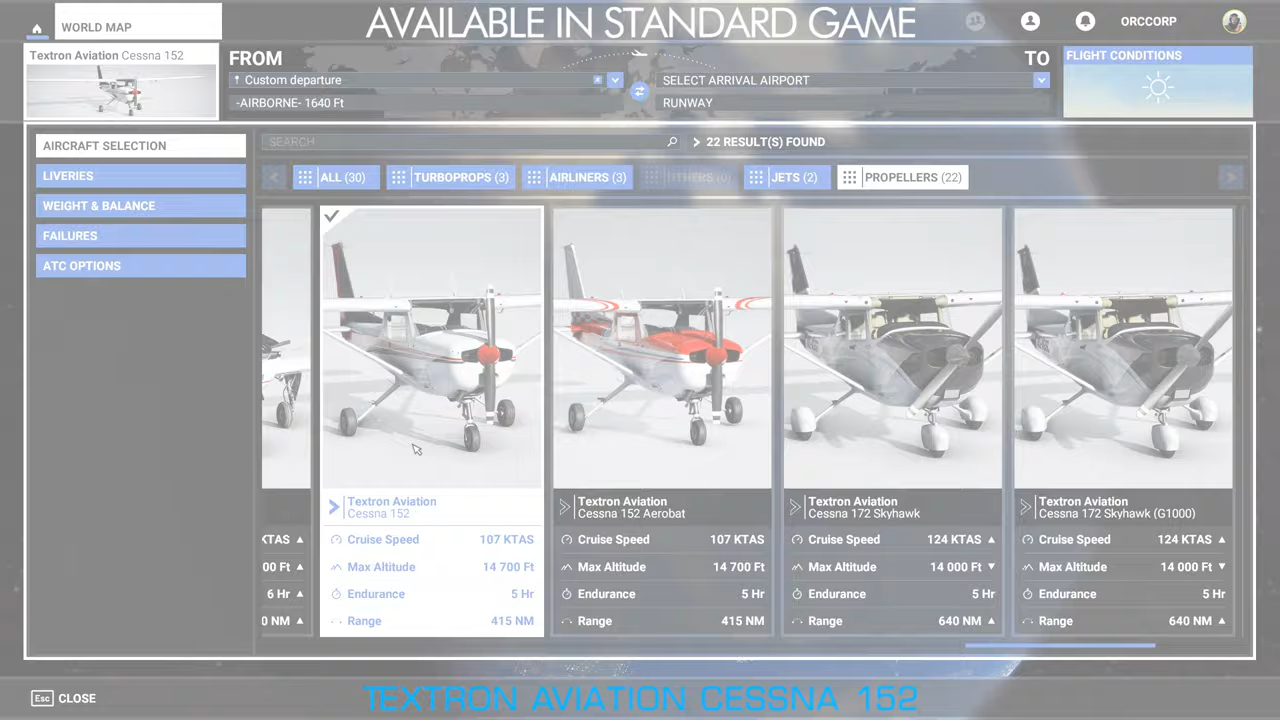 AVAILABLE IN STANDARD GAME
WORLD MAP
ORCCORP
Textron Aviation Cessna 152
FROM
TO
FLIGHT CONDITIONS
Custom departure
SELECT ARRIVAL AIRPORT
-AIRBORNE- 1640 Ft
RUNWAY
AIRCRAFT SELECTION
LIVERIES
WEIGHT & BALANCE
FAILURES
ATC OPTIONS
SEARCH
22 RESULT(S) FOUND
ALL (30)
TURBOPROPS (3)
AIRLINERS (3)
OTHERS (0)
JETS (2)
PROPELLERS (22)
KTAS
00 Ft
6 Hr
0 NM
Textron Aviation
Cessna 152
Cruise Speed 107 KTAS
Max Altitude 14 700 Ft
Endurance 5 Hr
Range 415 NM
Textron Aviation
Cessna 152 Aerobat
Cruise Speed 107 KTAS
Max Altitude 14 700 Ft
Endurance 5 Hr
Range 415 NM
Textron Aviation
Cessna 172 Skyhawk
Cruise Speed 124 KTAS
Max Altitude 14 000 Ft
Endurance 5 Hr
Range 640 NM
Textron Aviation
Cessna 172 Skyhawk (G1000)
Cruise Speed 124 KTAS
Max Altitude 14 000 Ft
Endurance 5 Hr
Range 640 NM
Esc CLOSE
TEXTRON AVIATION CESSNA 152